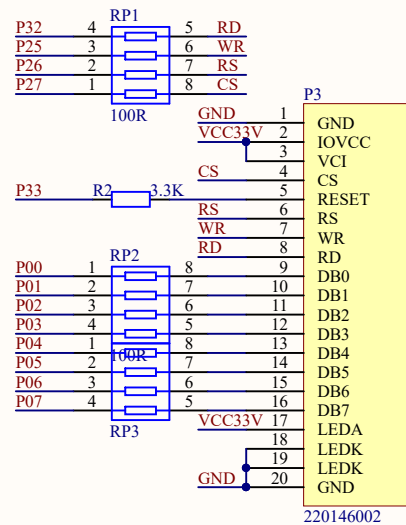 RP1
P32 4 5 RD
P25 3 6 WR
P26 2 7 RS
P27 1 8 CS
100R
P3
GND 1 GND
VCC33V 2 IOVCC
3 VCI
CS 4 CS
P33 R2 3.3K 5 RESET
RS 6 RS
WR 7 WR
RD 8 RD
RP2
P00 1 8 9 DB0
P01 2 7 10 DB1
P02 3 6 11 DB2
P03 4 5 12 DB3
P04 1 8 13 DB4
100R
P05 2 7 14 DB5
P06 3 6 15 DB6
P07 4 5 16 DB7
RP3
VCC33V 17 LEDA
18 LEDK
19 LEDK
GND 20 GND
220146002